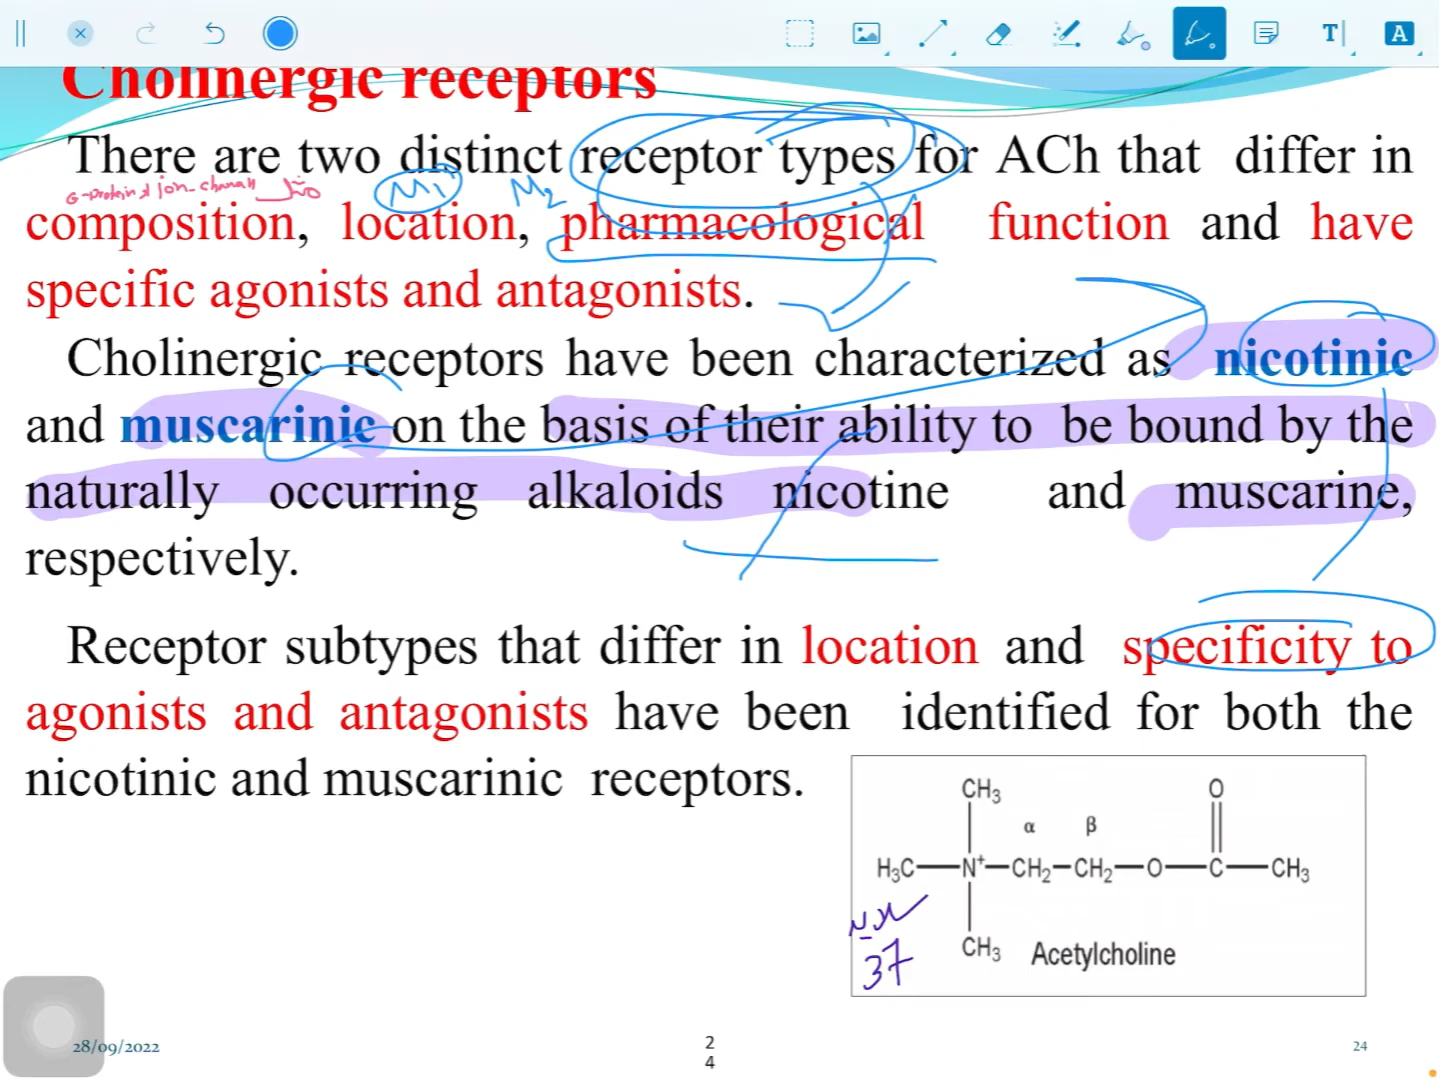 Cholinergic receptors
There are two distinct receptor types for ACh that differ in
G-protein & ion-channel
M1 M2
composition, location, pharmacological function and have
specific agonists and antagonists.
Cholinergic receptors have been characterized as nicotinic
and muscarinic on the basis of their ability to be bound by the
naturally occurring alkaloids nicotine and muscarine,
respectively.
Receptor subtypes that differ in location and specificity to
agonists and antagonists have been identified for both the
nicotinic and muscarinic receptors.
CH3 O
α β
H3C N+ CH2 CH2 O C CH3
37
CH3 Acetylcholine
28/09/2022
2
4
24
T
A